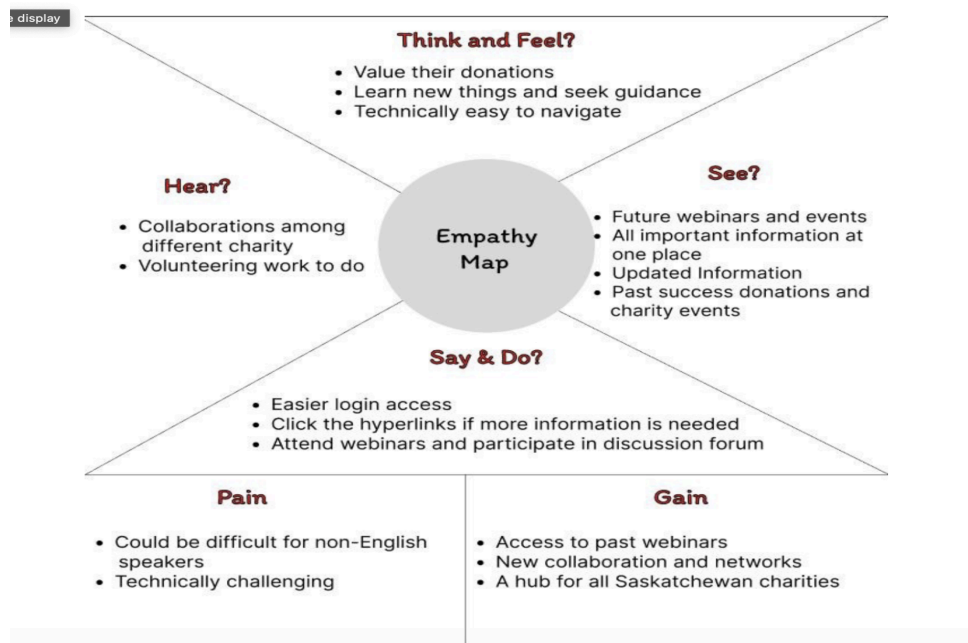 display
Think and Feel?
• Value their donations
• Learn new things and seek guidance
• Technically easy to navigate
Hear?
• Collaborations among
different charity
• Volunteering work to do
Empathy
Map
See?
• Future webinars and events
• All important information at
one place
• Updated Information
• Past success donations and
charity events
Say & Do?
• Easier login access
• Click the hyperlinks if more information is needed
• Attend webinars and participate in discussion forum
Pain
• Could be difficult for non-English
speakers
• Technically challenging
Gain
• Access to past webinars
• New collaboration and networks
• A hub for all Saskatchewan charities